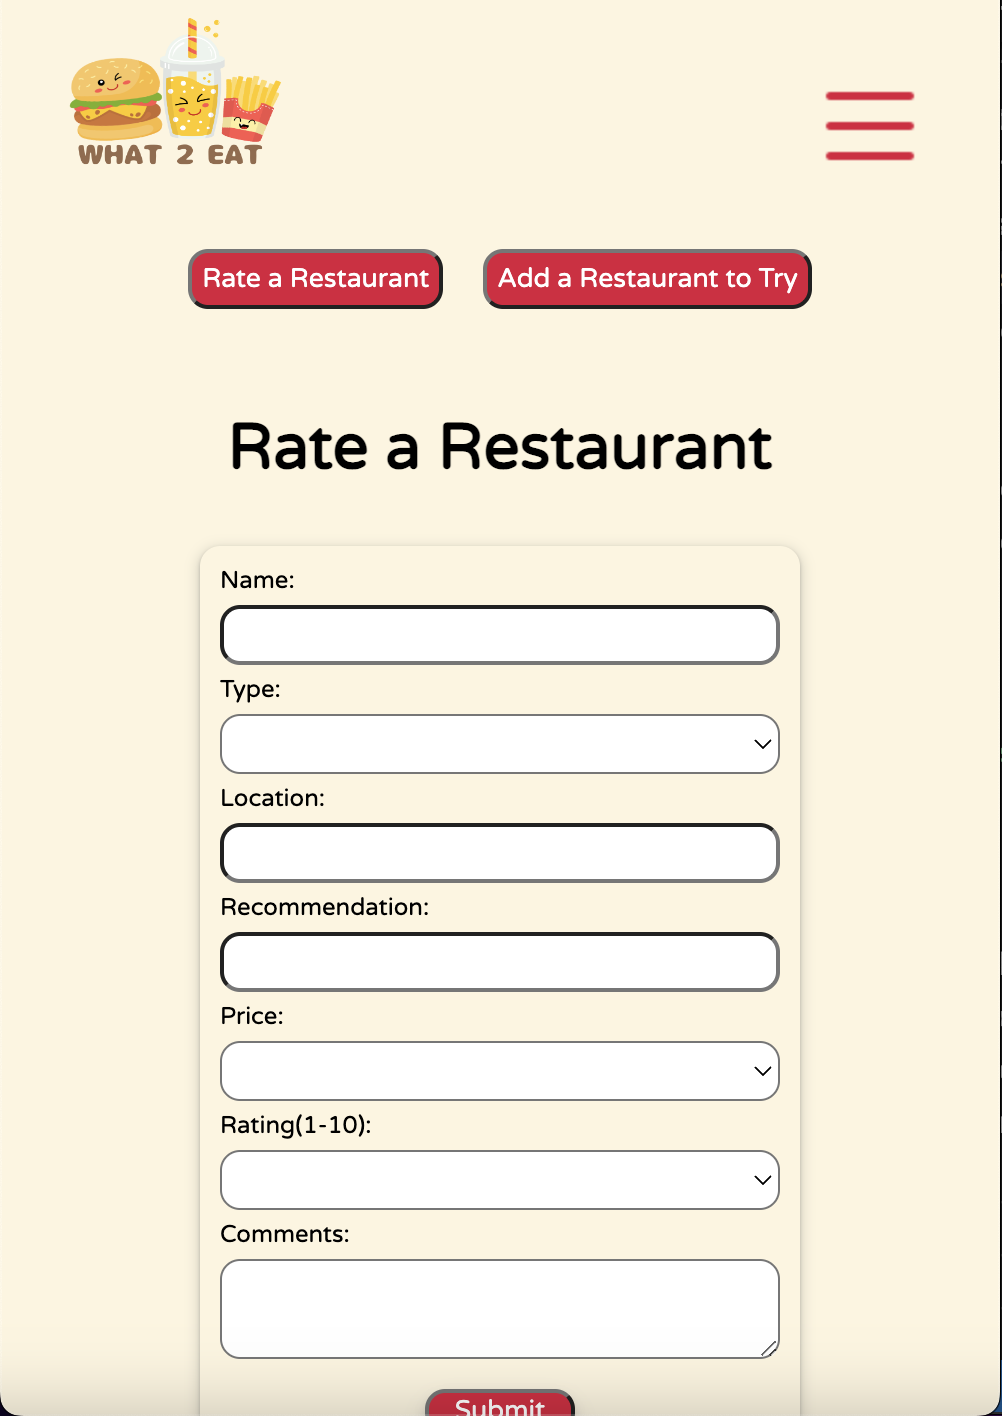 WHAT 2 EAT
Rate a Restaurant
Add a Restaurant to Try
Rate a Restaurant
Name:
Type:
Location:
Recommendation:
Price:
Rating(1-10):
Comments:
Submit